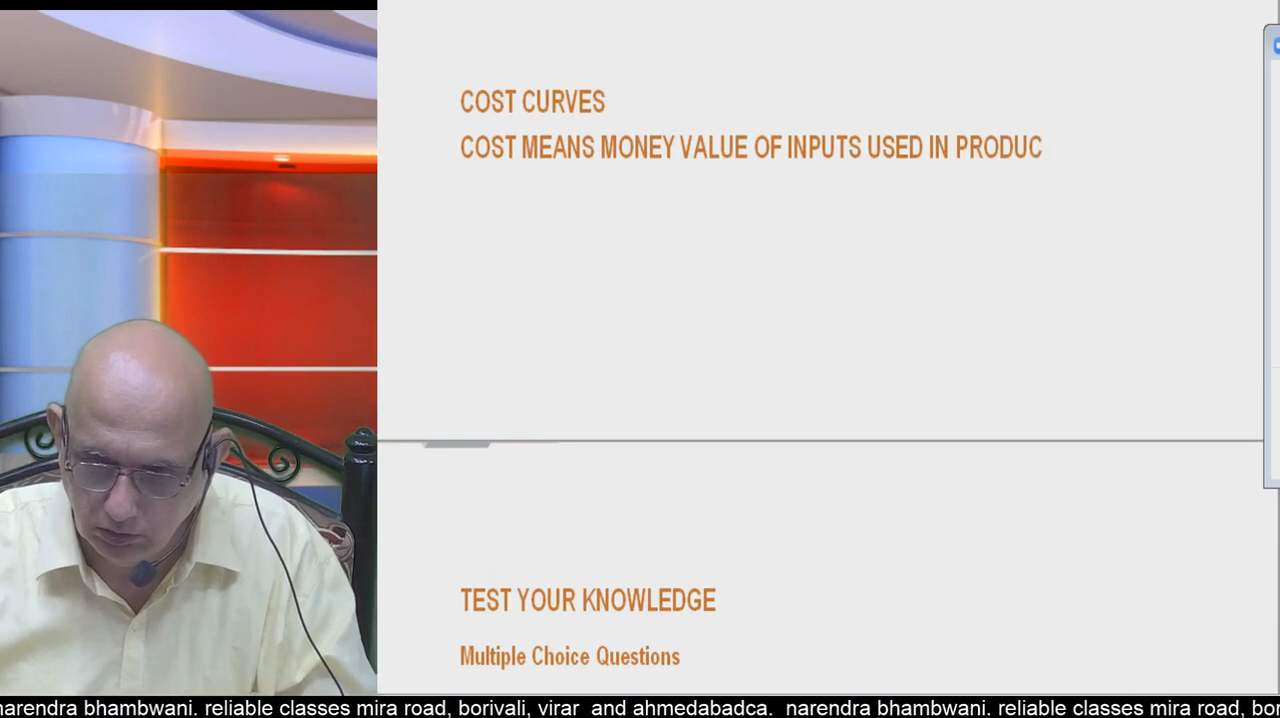 COST CURVES
COST MEANS MONEY VALUE OF INPUTS USED IN PRODUC
TEST YOUR KNOWLEDGE
Multiple Choice Questions
narendra bhambwani. reliable classes mira road, borivali, virar  and ahmedabadca.  narendra bhambwani. reliable classes mira road, bor